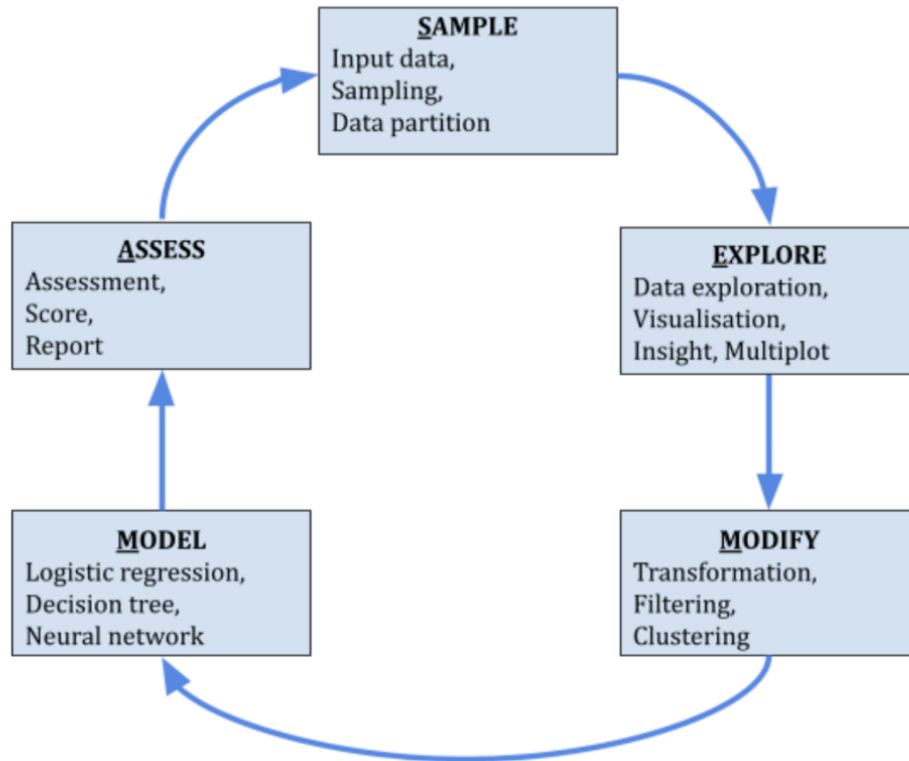 SAMPLE
Input data,
Sampling,
Data partition
EXPLORE
Data exploration,
Visualisation,
Insight, Multiplot
MODIFY
Transformation,
Filtering,
Clustering
MODEL
Logistic regression,
Decision tree,
Neural network
ASSESS
Assessment,
Score,
Report